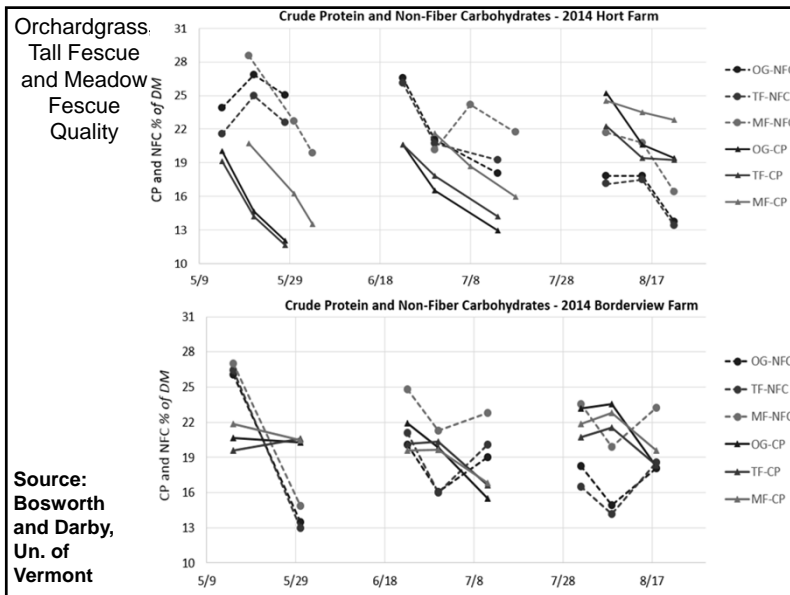 Orchardgrass,
Tall Fescue
and Meadow
Fescue
Quality
Source:
Bosworth
and Darby,
Un. of
Vermont
Crude Protein and Non-Fiber Carbohydrates - 2014 Hort Farm
CP and NFC % of DM
31
28
25
22
19
16
13
10
5/9 5/29 6/18 7/8 7/28 8/17
OG-NFC
TF-NFC
MF-NFC
OG-CP
TF-CP
MF-CP
Crude Protein and Non-Fiber Carbohydrates - 2014 Borderview Farm
CP and NFC % of DM
31
28
25
22
19
16
13
10
5/9 5/29 6/18 7/8 7/28 8/17
OG-NFC
TF-NFC
MF-NFC
OG-CP
TF-CP
MF-CP